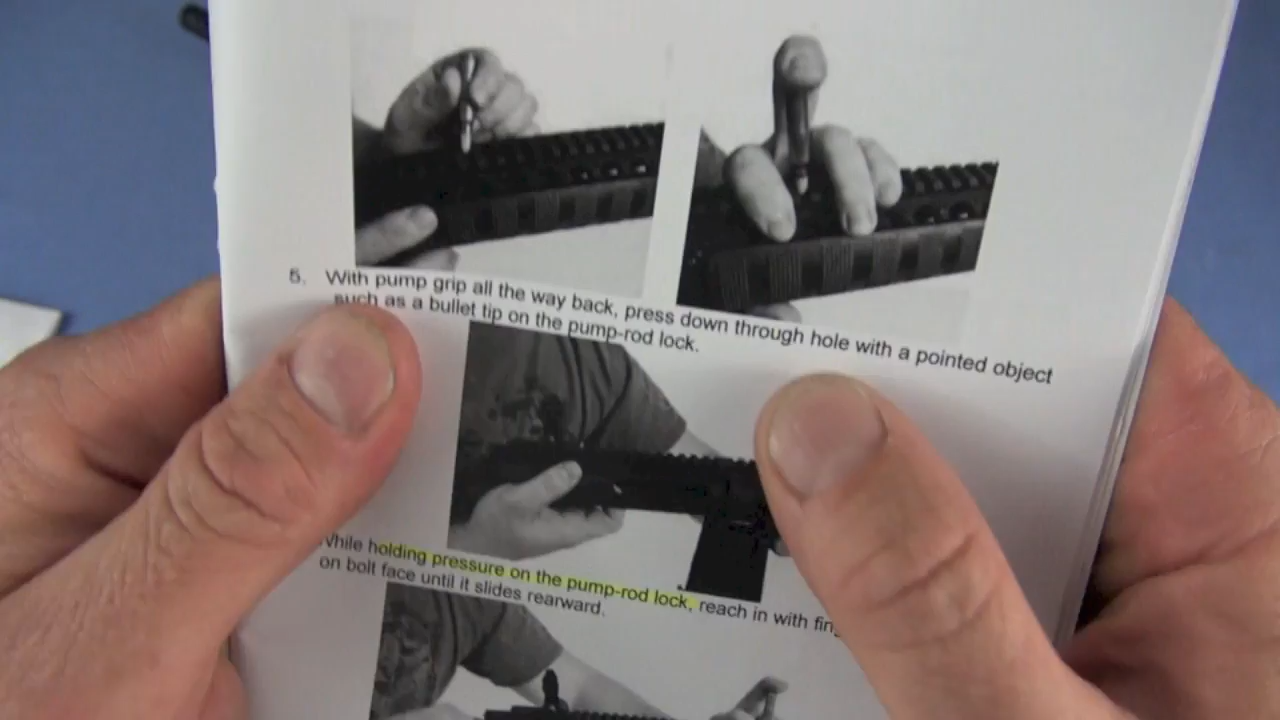 5. With pump grip all the way back, press down through hole with a pointed object
such as a bullet tip on the pump-rod lock.
While holding pressure on the pump-rod lock, reach in with
on bolt face until it slides rearward.